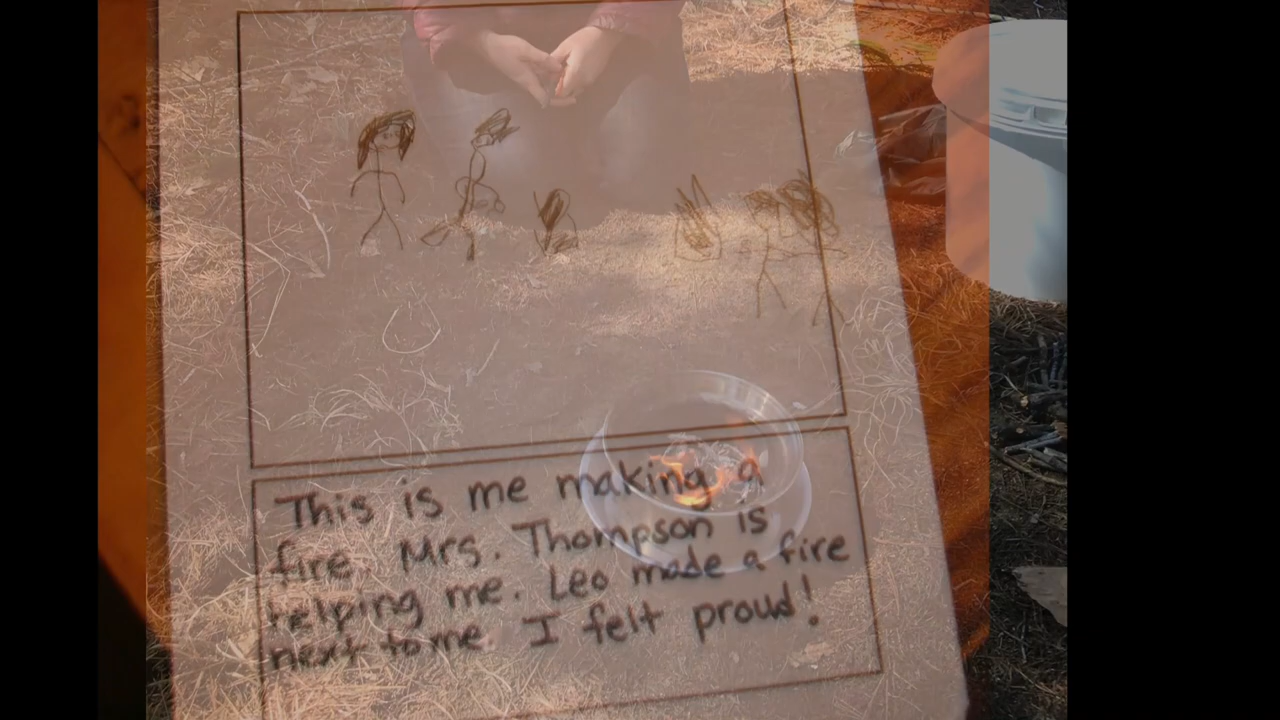 This is me making a
fire. Mrs. Thompson is
helping me. Leo made a fire
next to me. I felt proud!